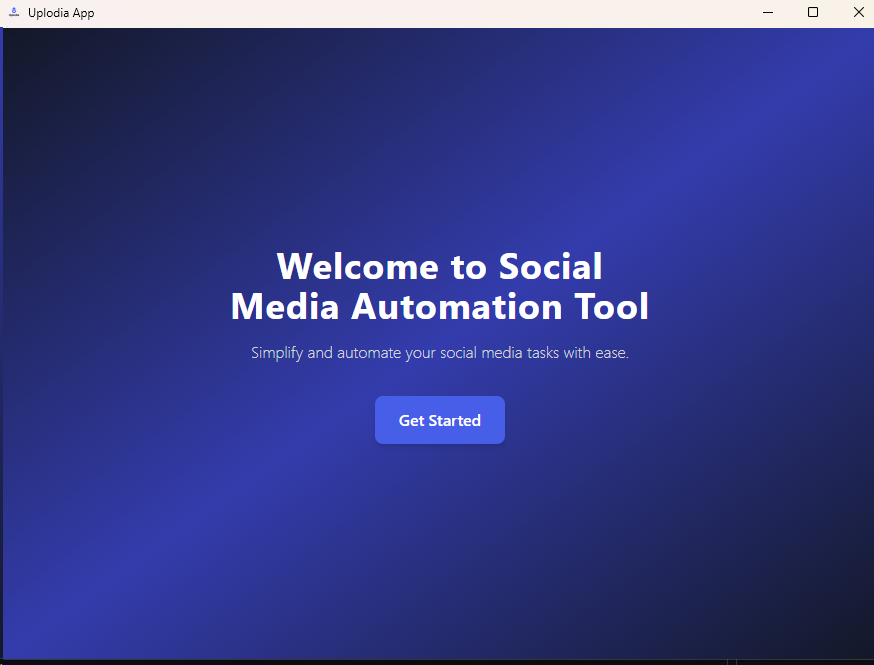 Uplodia App
Welcome to Social
Media Automation Tool
Simplify and automate your social media tasks with ease.
Get Started